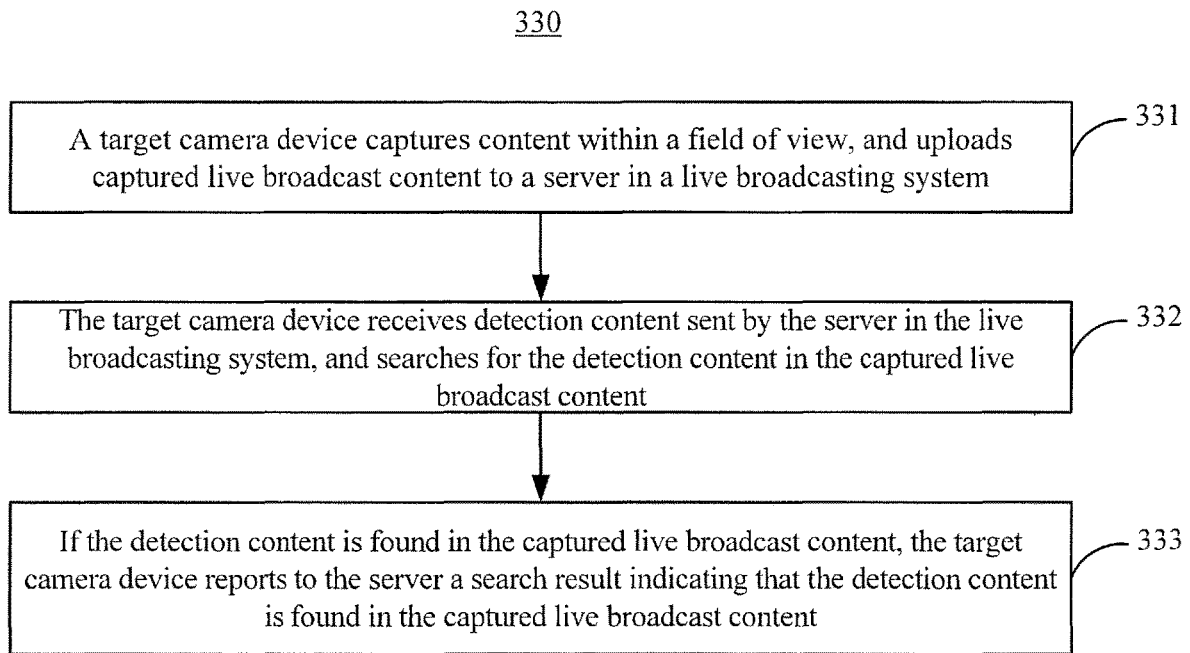 330
A target camera device captures content within a field of view, and uploads
captured live broadcast content to a server in a live broadcasting system
331
The target camera device receives detection content sent by the server in the live
broadcasting system, and searches for the detection content in the captured live
broadcast content
332
If the detection content is found in the captured live broadcast content, the target
camera device reports to the server a search result indicating that the detection content
is found in the captured live broadcast content
333